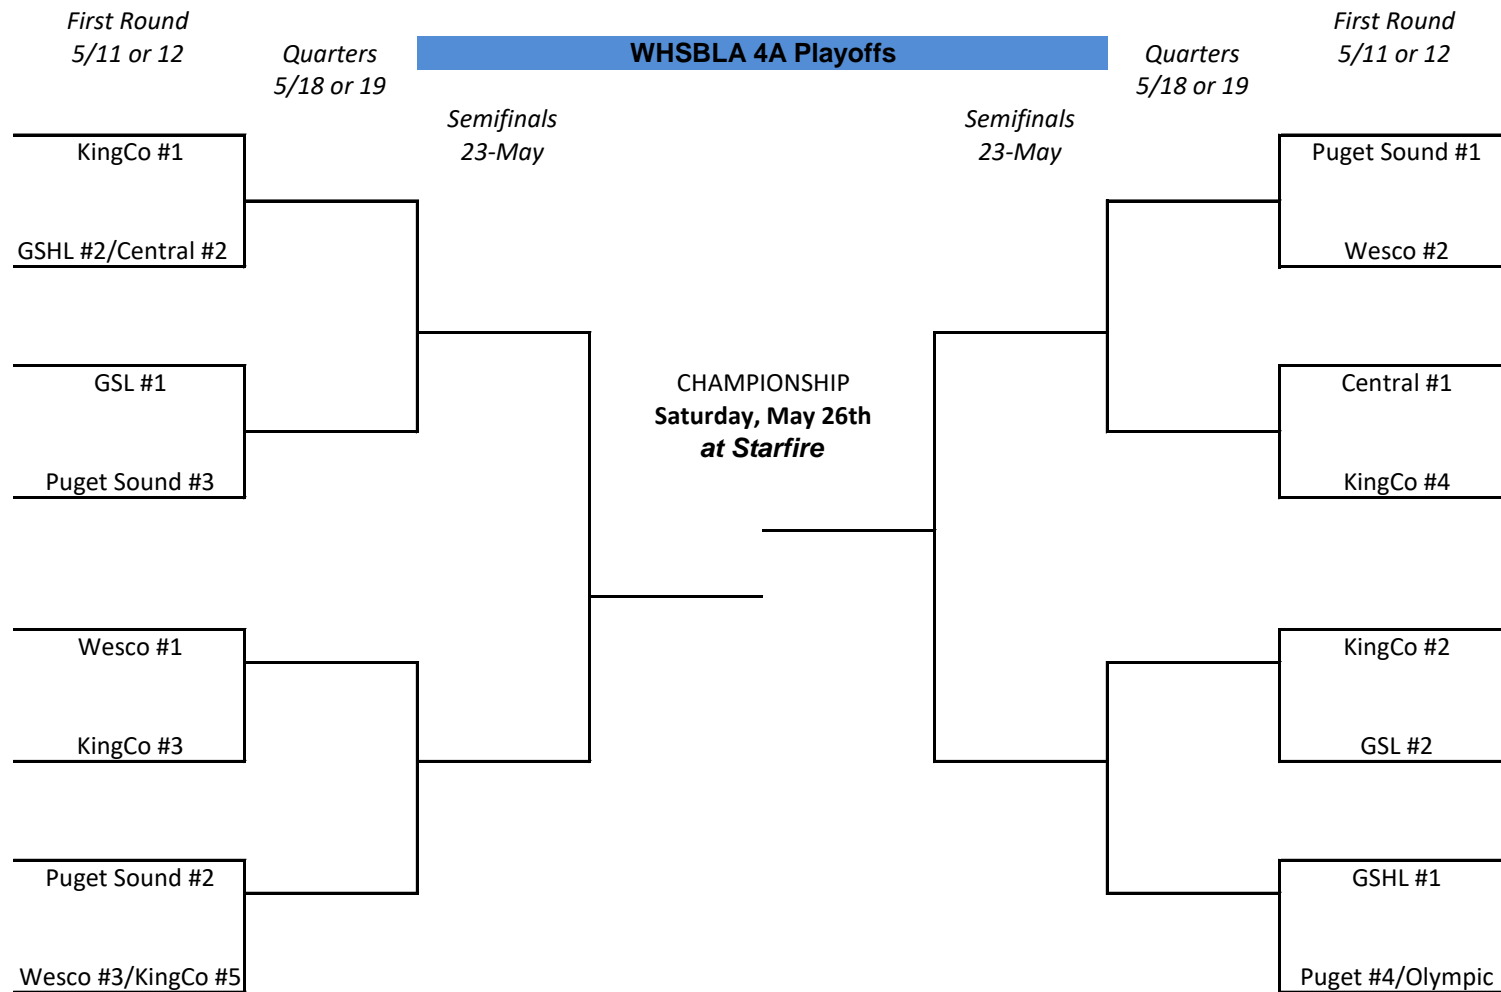 First Round
5/11 or 12
Quarters
5/18 or 19
WHSBLA 4A Playoffs
Quarters
5/18 or 19
First Round
5/11 or 12
Semifinals
23-May
Semifinals
23-May
KingCo #1
GSHL #2/Central #2
GSL #1
Puget Sound #3
Wesco #1
KingCo #3
Puget Sound #2
Wesco #3/KingCo #5
CHAMPIONSHIP
Saturday, May 26th
at Starfire
Puget Sound #1
Wesco #2
Central #1
KingCo #4
KingCo #2
GSL #2
GSHL #1
Puget #4/Olympic